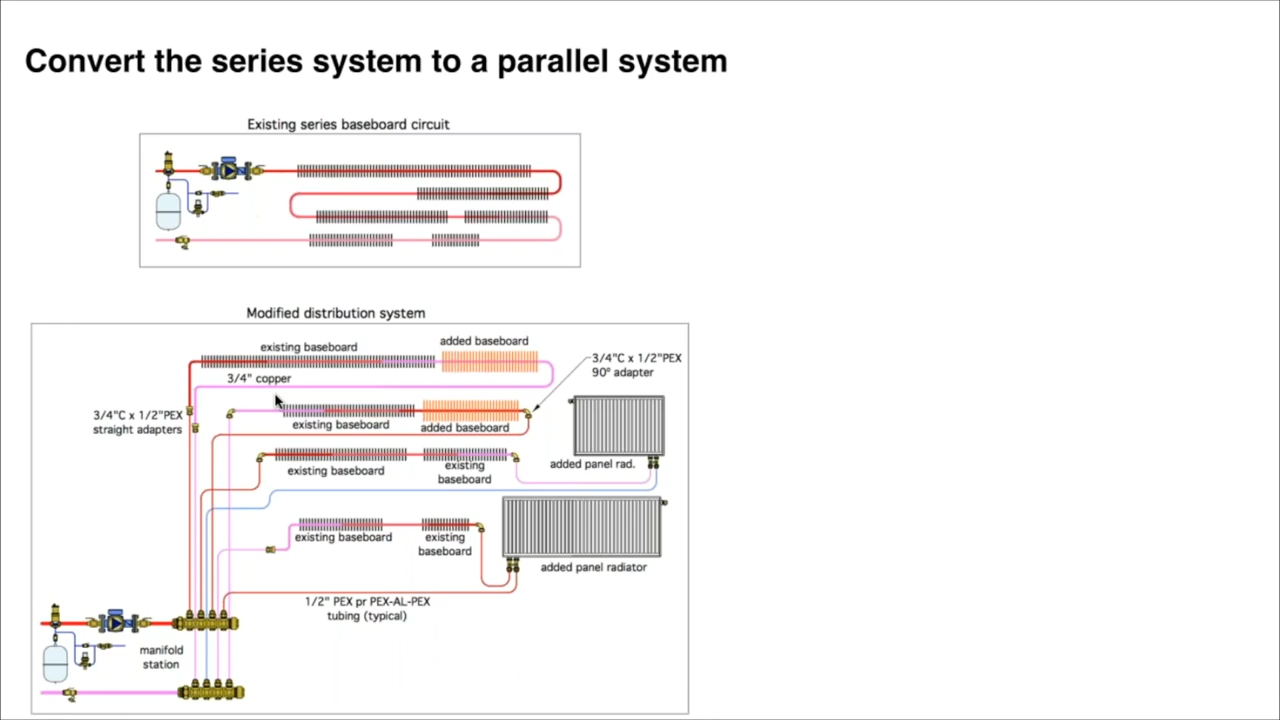 Convert the series system to a parallel system
Existing series baseboard circuit
Modified distribution system
existing baseboard
added baseboard
3/4"C x 1/2"PEX
90º adapter
3/4" copper
3/4"C x 1/2"PEX
straight adapters
existing baseboard
added baseboard
existing baseboard
existing
baseboard
added panel rad.
existing baseboard
existing
baseboard
added panel radiator
1/2" PEX pr PEX-AL-PEX
tubing (typical)
manifold
station